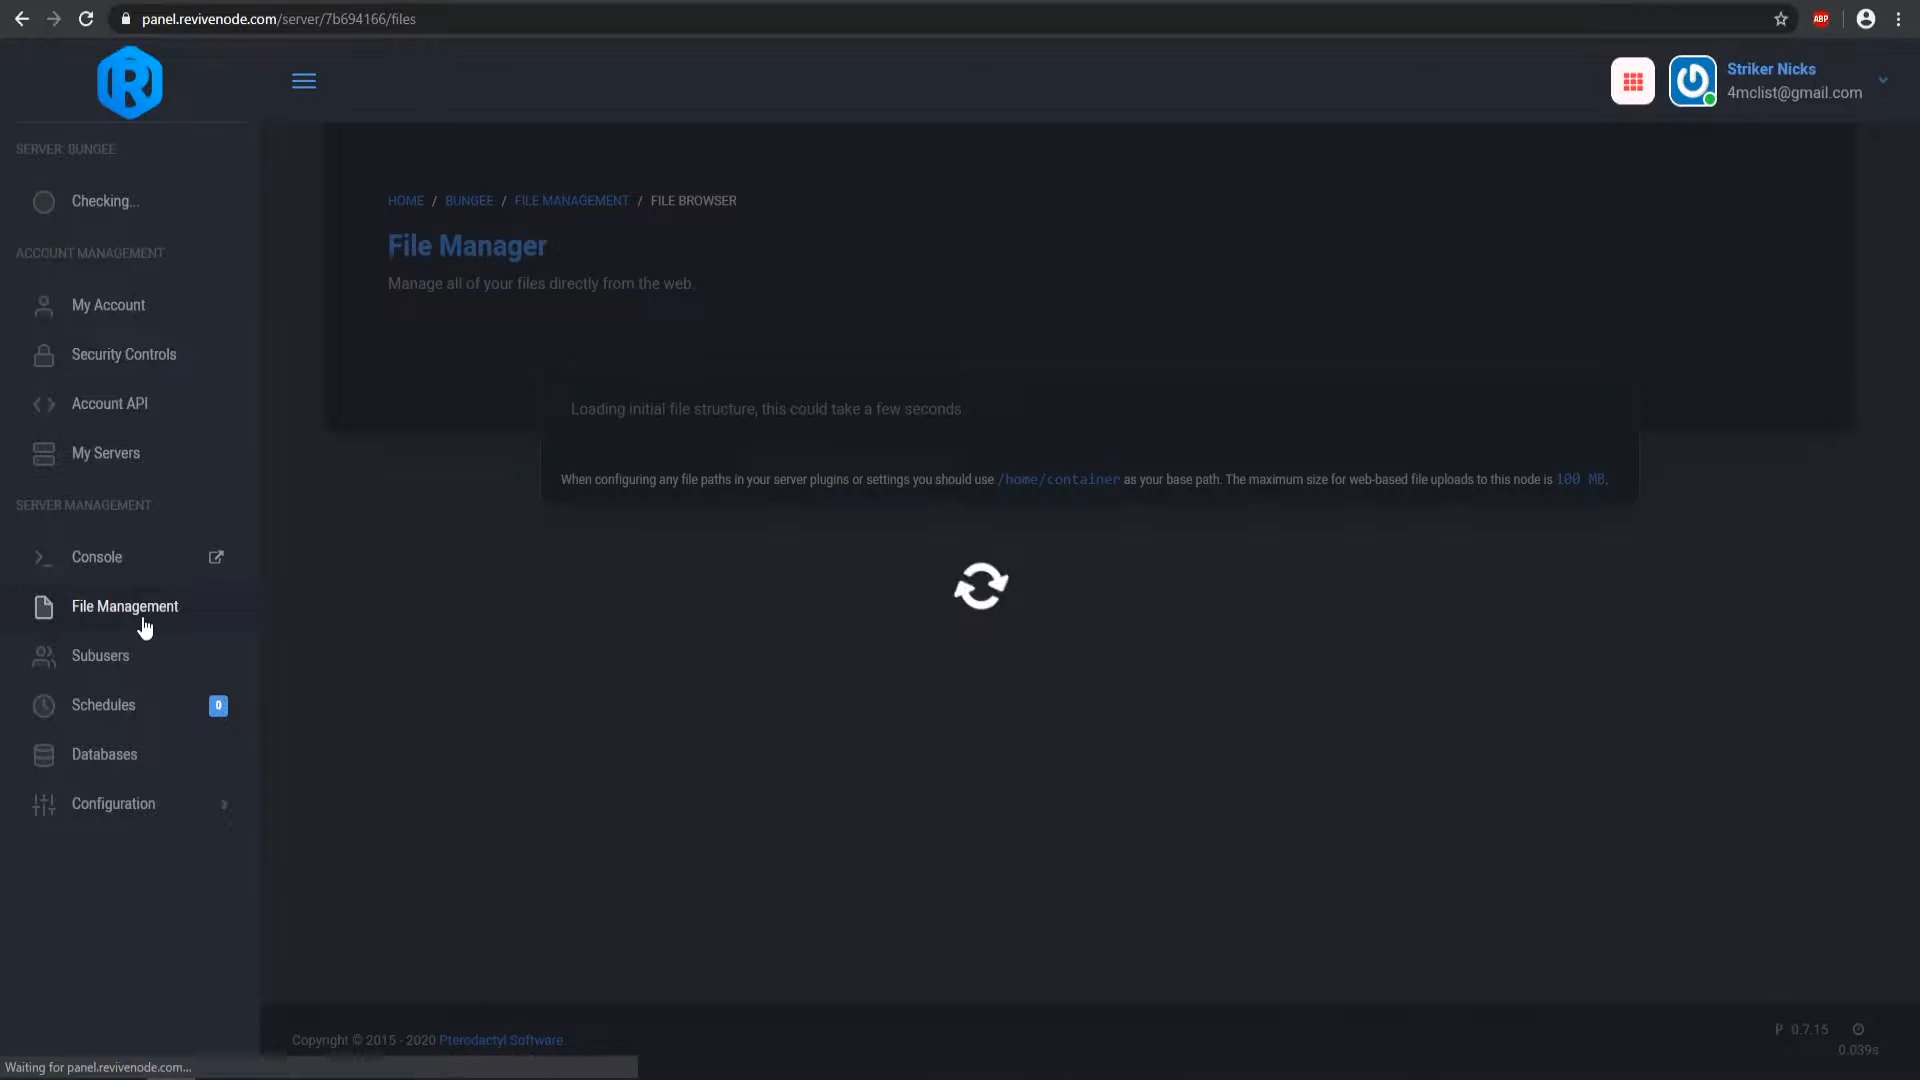 panel.revivenode.com/server/7b694166/files
ABP
R
Striker Nicks
4mclist@gmail.com
SERVER: BUNGEE
Checking...
ACCOUNT MANAGEMENT
My Account
Security Controls
Account API
My Servers
SERVER MANAGEMENT
Console
File Management
Subusers
Schedules
0
Databases
Configuration
HOME / BUNGEE / FILE MANAGEMENT / FILE BROWSER
File Manager
Manage all of your files directly from the web.
Loading initial file structure, this could take a few seconds.
When configuring any file paths in your server plugins or settings you should use /home/container as your base path. The maximum size for web-based file uploads to this node is 100 MB.
Copyright © 2015 - 2020 Pterodactyl Software.
0.7.15
0.039s
Waiting for panel.revivenode.com...